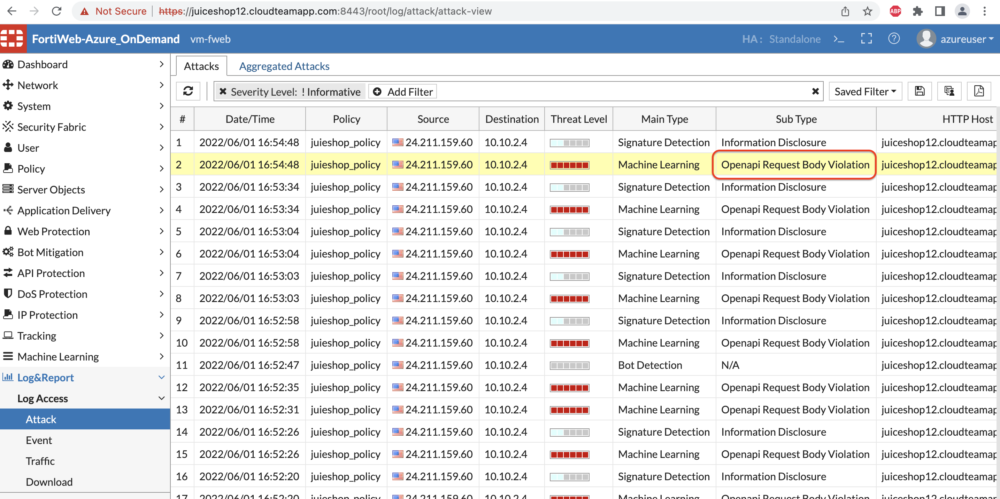 Not Secure https://juiceshop12.cloudteamapp.com:8443/root/log/attack/attack-view ABP
FortiWeb-Azure_OnDemand vm-fweb HA: Standalone >_ ? azureuser
Dashboard
Network
System
Security Fabric
User
Policy
Server Objects
Application Delivery
Web Protection
Bot Mitigation
API Protection
DoS Protection
IP Protection
Tracking
Machine Learning
Log&Report
Log Access
Attack
Event
Traffic
Download
Attacks Aggregated Attacks
Severity Level: ! Informative Add Filter Saved Filter
# Date/Time Policy Source Destination Threat Level Main Type Sub Type HTTP Host
1 2022/06/01 16:54:48 juieshop_policy 24.211.159.60 10.10.2.4 Signature Detection Information Disclosure juiceshop12.cloudteamap
2 2022/06/01 16:54:48 juieshop_policy 24.211.159.60 10.10.2.4 Machine Learning Openapi Request Body Violation juiceshop12.cloudteamap
3 2022/06/01 16:53:34 juieshop_policy 24.211.159.60 10.10.2.4 Signature Detection Information Disclosure juiceshop12.cloudteamap
4 2022/06/01 16:53:34 juieshop_policy 24.211.159.60 10.10.2.4 Machine Learning Openapi Request Body Violation juiceshop12.cloudteamap
5 2022/06/01 16:53:04 juieshop_policy 24.211.159.60 10.10.2.4 Signature Detection Information Disclosure juiceshop12.cloudteamap
6 2022/06/01 16:53:04 juieshop_policy 24.211.159.60 10.10.2.4 Machine Learning Openapi Request Body Violation juiceshop12.cloudteamap
7 2022/06/01 16:53:03 juieshop_policy 24.211.159.60 10.10.2.4 Signature Detection Information Disclosure juiceshop12.cloudteamap
8 2022/06/01 16:53:03 juieshop_policy 24.211.159.60 10.10.2.4 Machine Learning Openapi Request Body Violation juiceshop12.cloudteamap
9 2022/06/01 16:52:58 juieshop_policy 24.211.159.60 10.10.2.4 Signature Detection Information Disclosure juiceshop12.cloudteamap
10 2022/06/01 16:52:58 juieshop_policy 24.211.159.60 10.10.2.4 Machine Learning Openapi Request Body Violation juiceshop12.cloudteamap
11 2022/06/01 16:52:47 juieshop_policy 24.211.159.60 10.10.2.4 Bot Detection N/A juiceshop12.cloudteamap
12 2022/06/01 16:52:35 juieshop_policy 24.211.159.60 10.10.2.4 Machine Learning Openapi Request Body Violation juiceshop12.cloudteamap
13 2022/06/01 16:52:31 juieshop_policy 24.211.159.60 10.10.2.4 Machine Learning Openapi Request Body Violation juiceshop12.cloudteamap
14 2022/06/01 16:52:26 juieshop_policy 24.211.159.60 10.10.2.4 Signature Detection Information Disclosure juiceshop12.cloudteamap
15 2022/06/01 16:52:26 juieshop_policy 24.211.159.60 10.10.2.4 Machine Learning Openapi Request Body Violation juiceshop12.cloudteamap
16 2022/06/01 16:52:20 juieshop_policy 24.211.159.60 10.10.2.4 Signature Detection Information Disclosure juiceshop12.cloudteamap
17 2022/06/01 16:52:20 juieshop_policy 24.211.159.60 10.10.2.4 Machine Learning Openapi Request Body Violation juiceshop12.cloudteamap